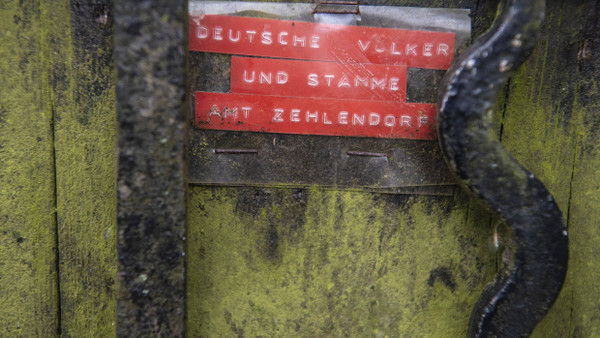 DEUTSCHE VÖLKER
UND STÄMME
AMT ZEHLENDORF